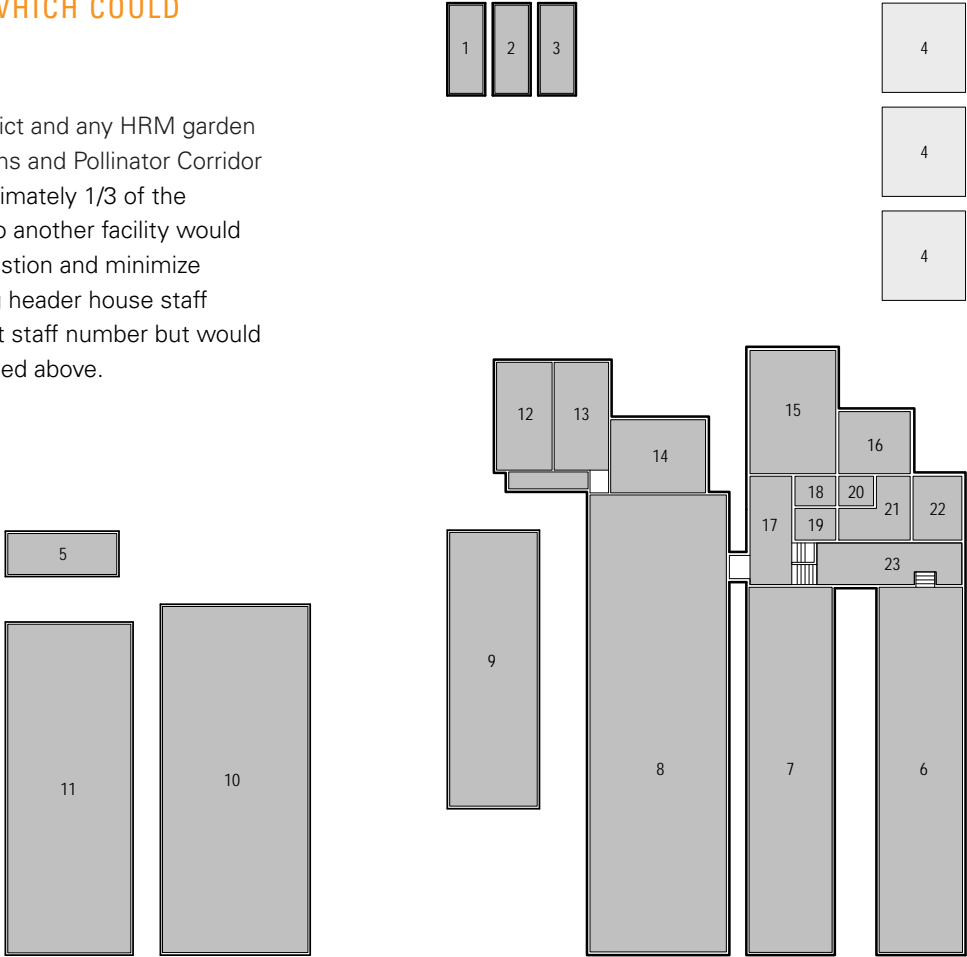 WHICH COULD
ict and any HRM garden
ns and Pollinator Corridor
imately 1/3 of the
o another facility would
stion and minimize
g header house staff
t staff number but would
ed above.
1 2 3
4
4
4
12 13
14
15
16
17
18
19
20
21
22
23
5
9
8
7
6
11
10